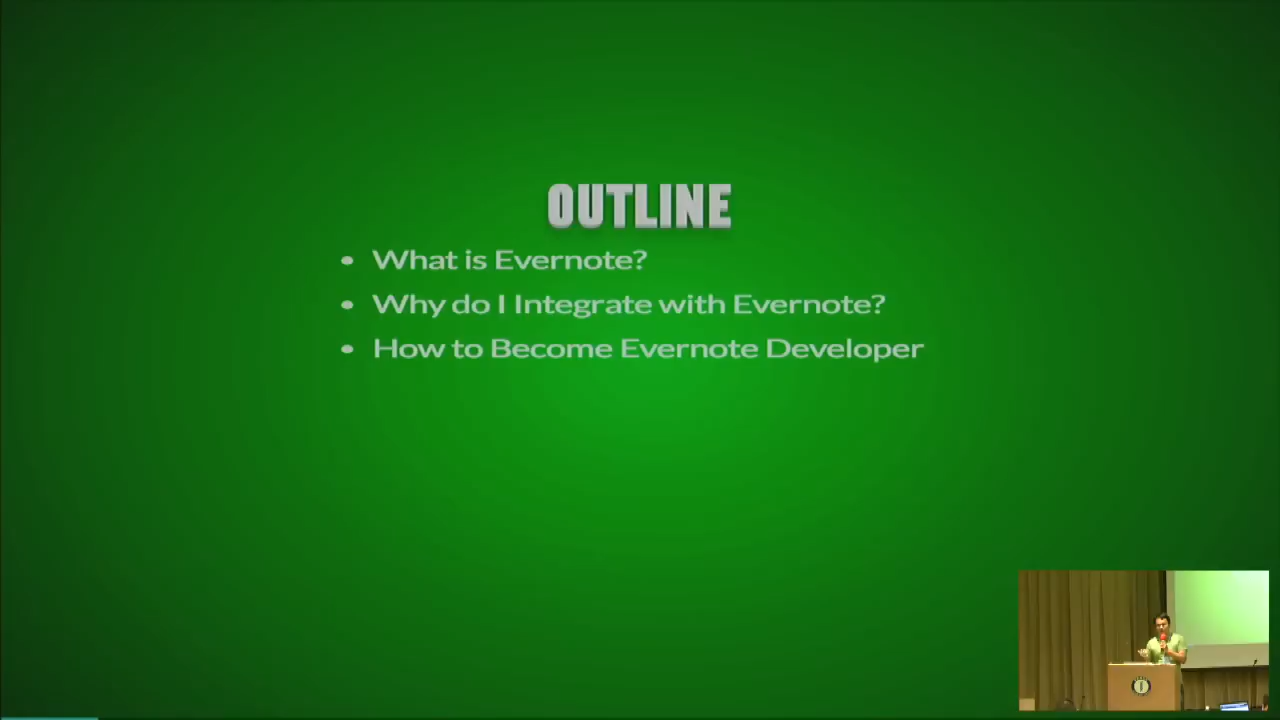 OUTLINE
• What is Evernote?
• Why do I Integrate with Evernote?
• How to Become Evernote Developer